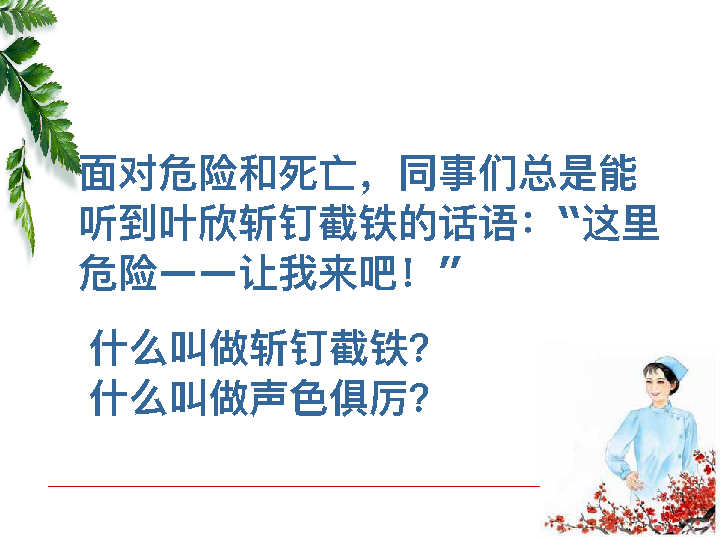 面对危险和死亡，同事们总是能
听到叶欣斩钉截铁的话语：“这里
危险一一让我来吧！”
什么叫做斩钉截铁？
什么叫做声色俱厉？